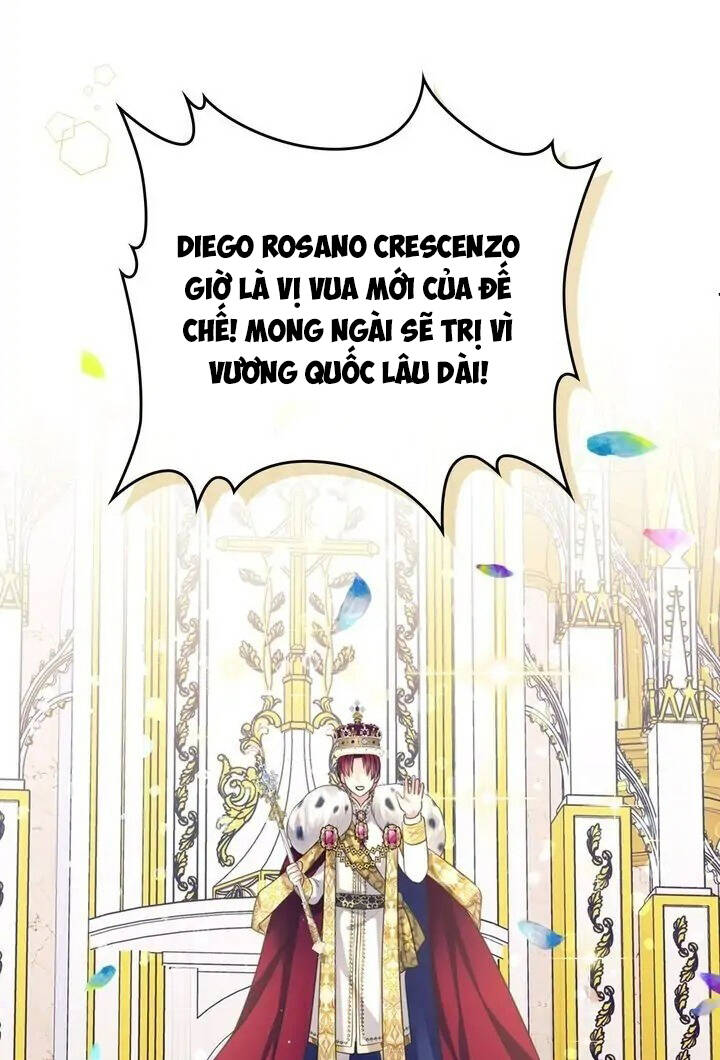 DIEGO ROSANO CRESCENZO
GIỜ LÀ VỊ VUA MỚI CỦA ĐẾ
CHẾ! MONG NGÀI SẼ TRỊ VÌ
VƯƠNG QUỐC LÂU DÀI!